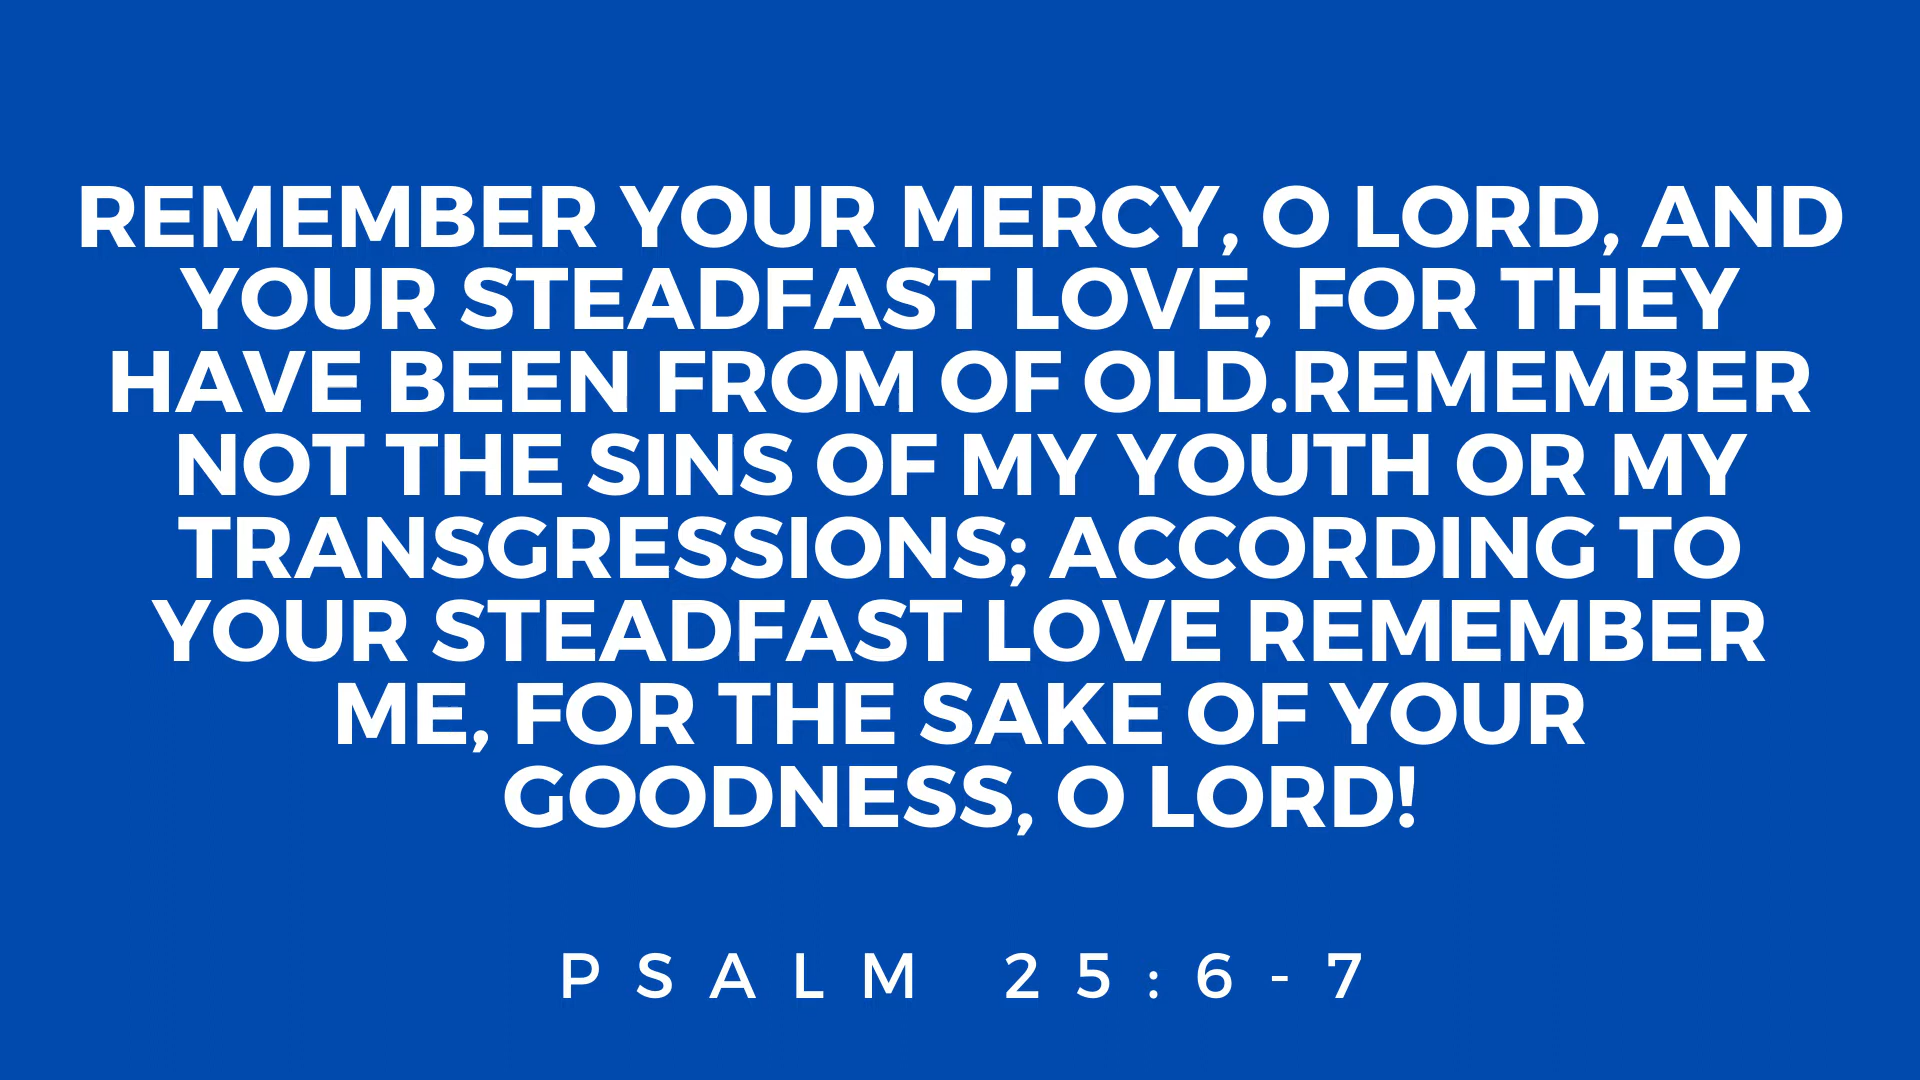 REMEMBER YOUR MERCY, O LORD, AND
YOUR STEADFAST LOVE, FOR THEY
HAVE BEEN FROM OF OLD.REMEMBER
NOT THE SINS OF MY YOUTH OR MY
TRANSGRESSIONS; ACCORDING TO
YOUR STEADFAST LOVE REMEMBER
ME, FOR THE SAKE OF YOUR
GOODNESS, O LORD!
PSALM 25:6-7